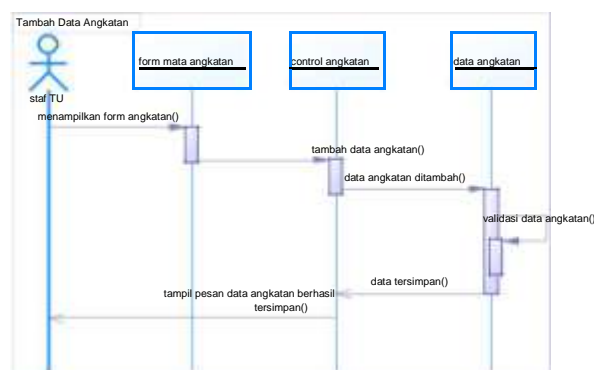 Tambah Data Angkatan
form mata angkatan
control angkatan
data angkatan
staf TU
menampilkan form angkatan()
tambah data angkatan()
data angkatan ditambah()
validasi data angkatan()
data tersimpan()
tampil pesan data angkatan berhasil
tersimpan()